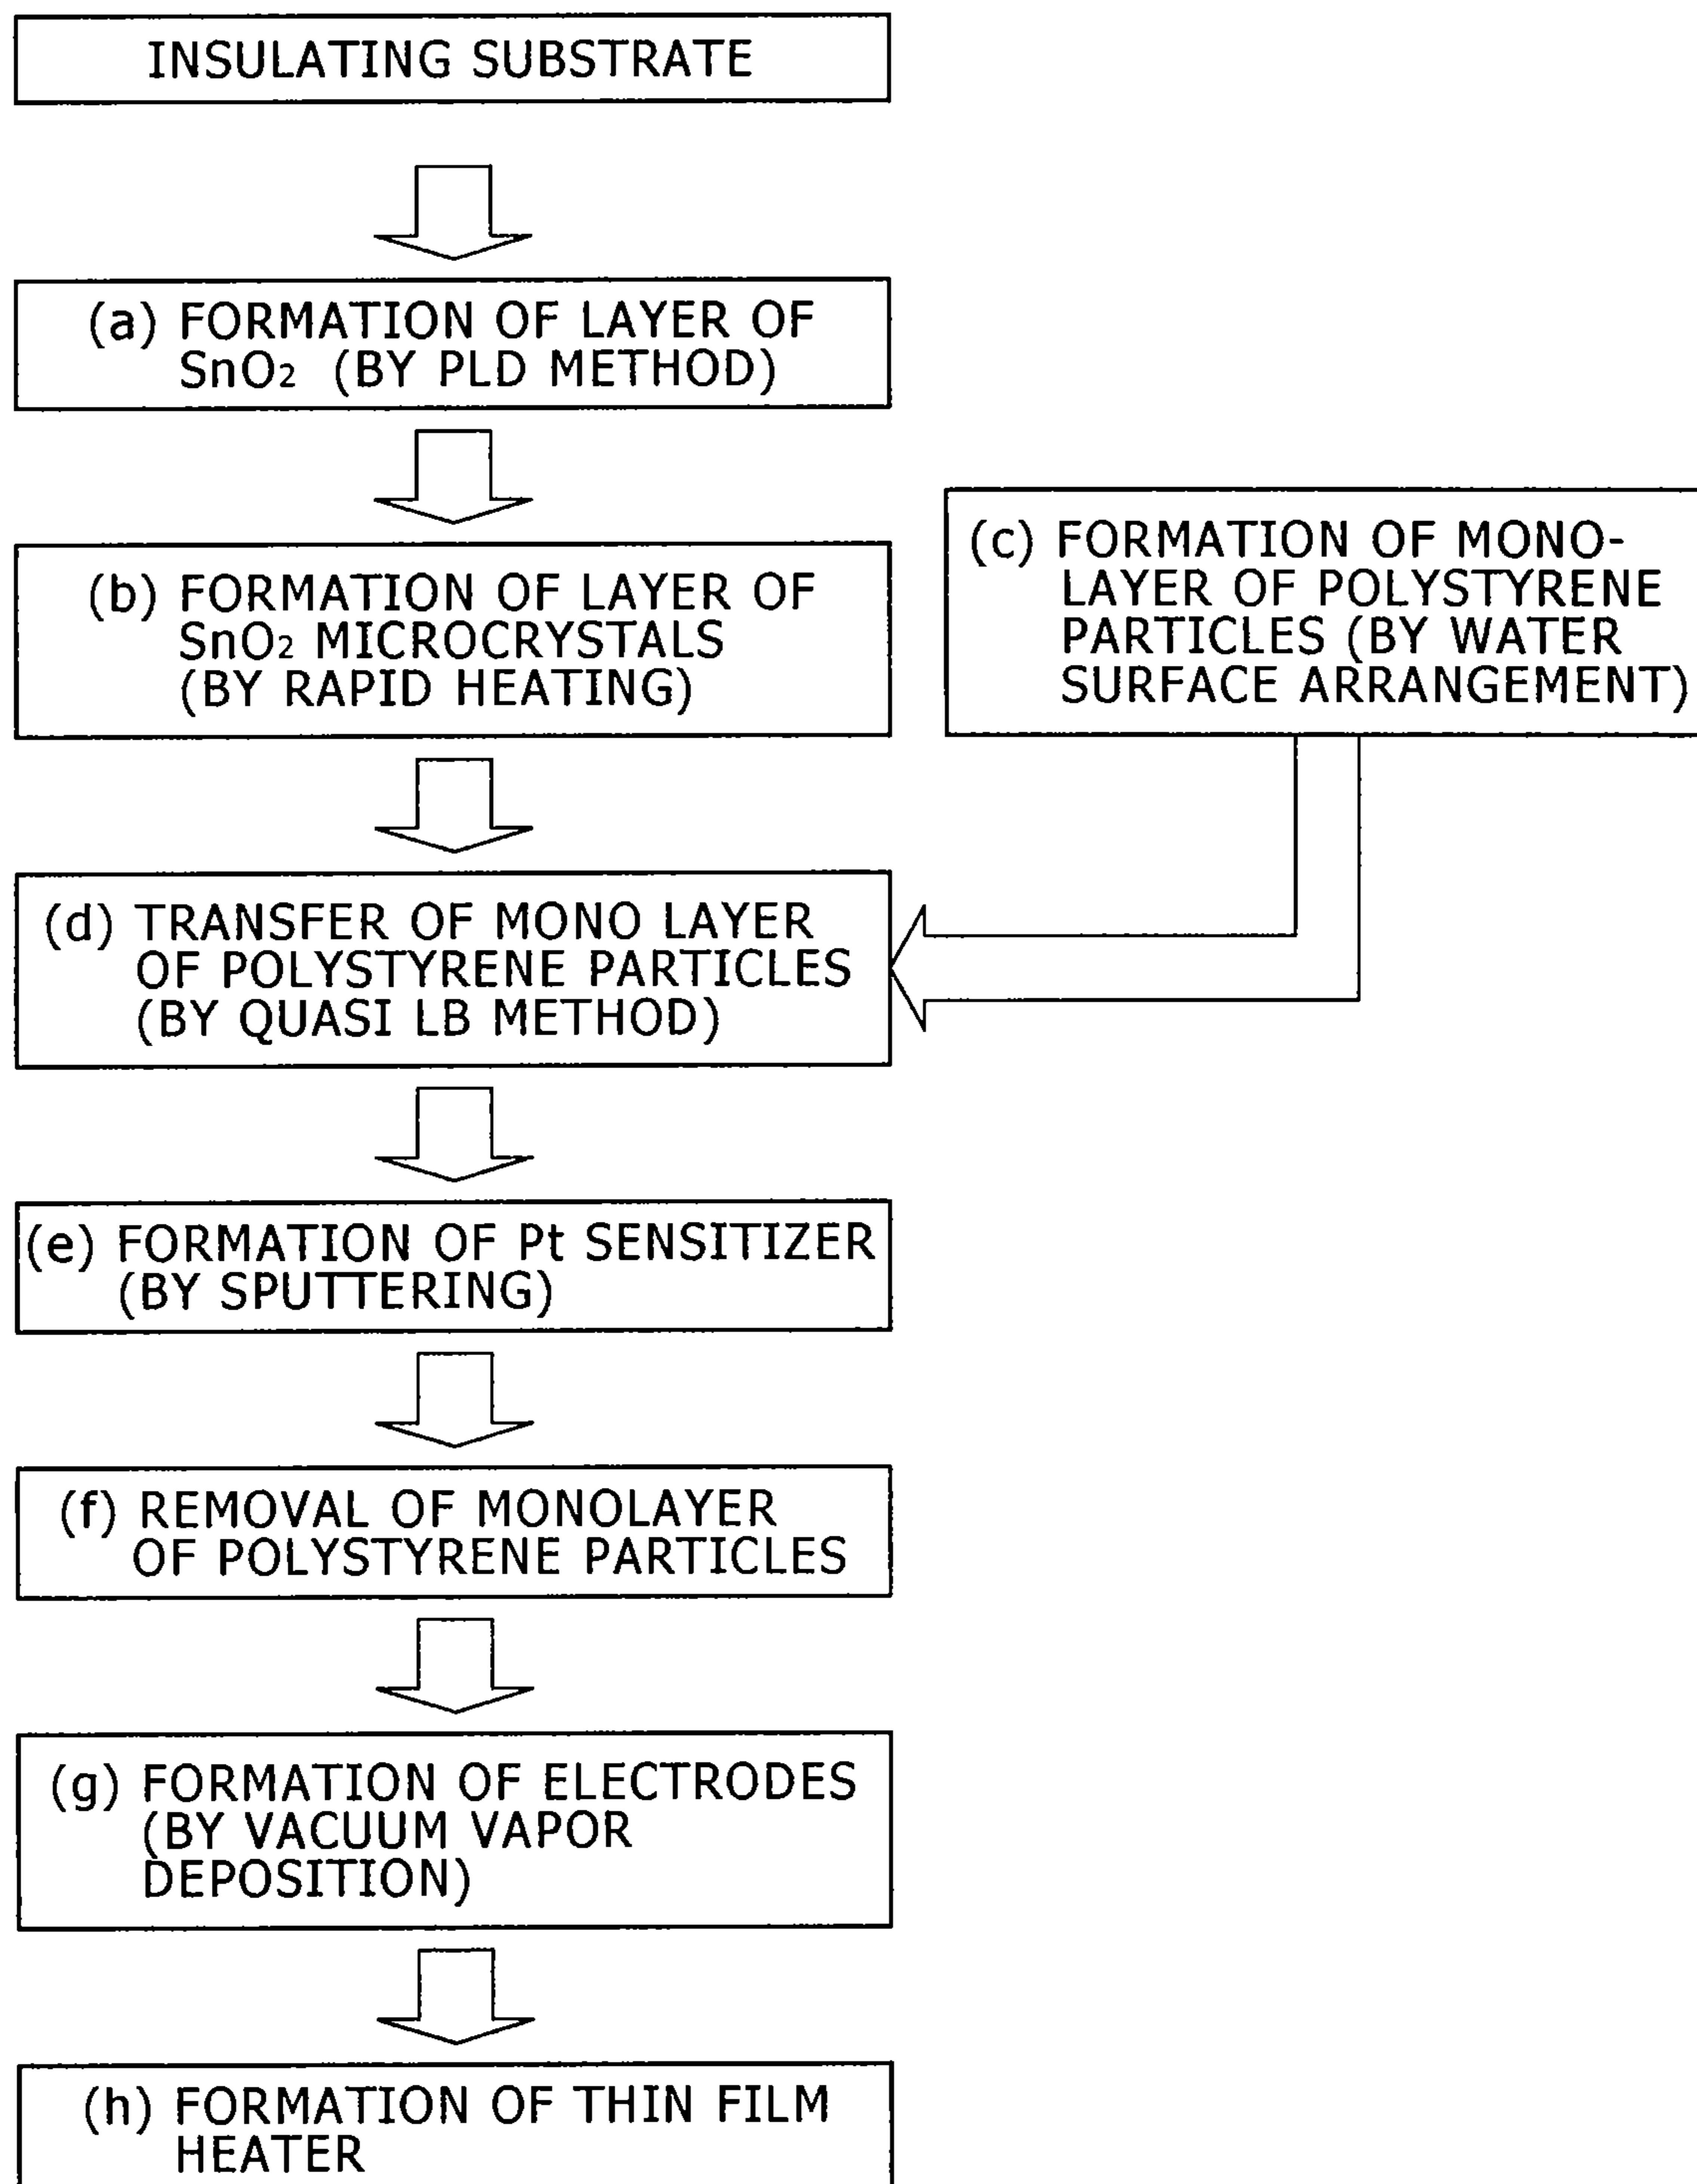 INSULATING SUBSTRATE
(a) FORMATION OF LAYER OF
SnO₂ (BY PLD METHOD)
(b) FORMATION OF LAYER OF
SnO₂ MICROCRYSTALS
(BY RAPID HEATING)
(c) FORMATION OF MONO-
LAYER OF POLYSTYRENE
PARTICLES (BY WATER
SURFACE ARRANGEMENT)
(d) TRANSFER OF MONO LAYER
OF POLYSTYRENE PARTICLES
(BY QUASI LB METHOD)
(e) FORMATION OF Pt SENSITIZER
(BY SPUTTERING)
(f) REMOVAL OF MONOLAYER
OF POLYSTYRENE PARTICLES
(g) FORMATION OF ELECTRODES
(BY VACUUM VAPOR
DEPOSITION)
(h) FORMATION OF THIN FILM
HEATER